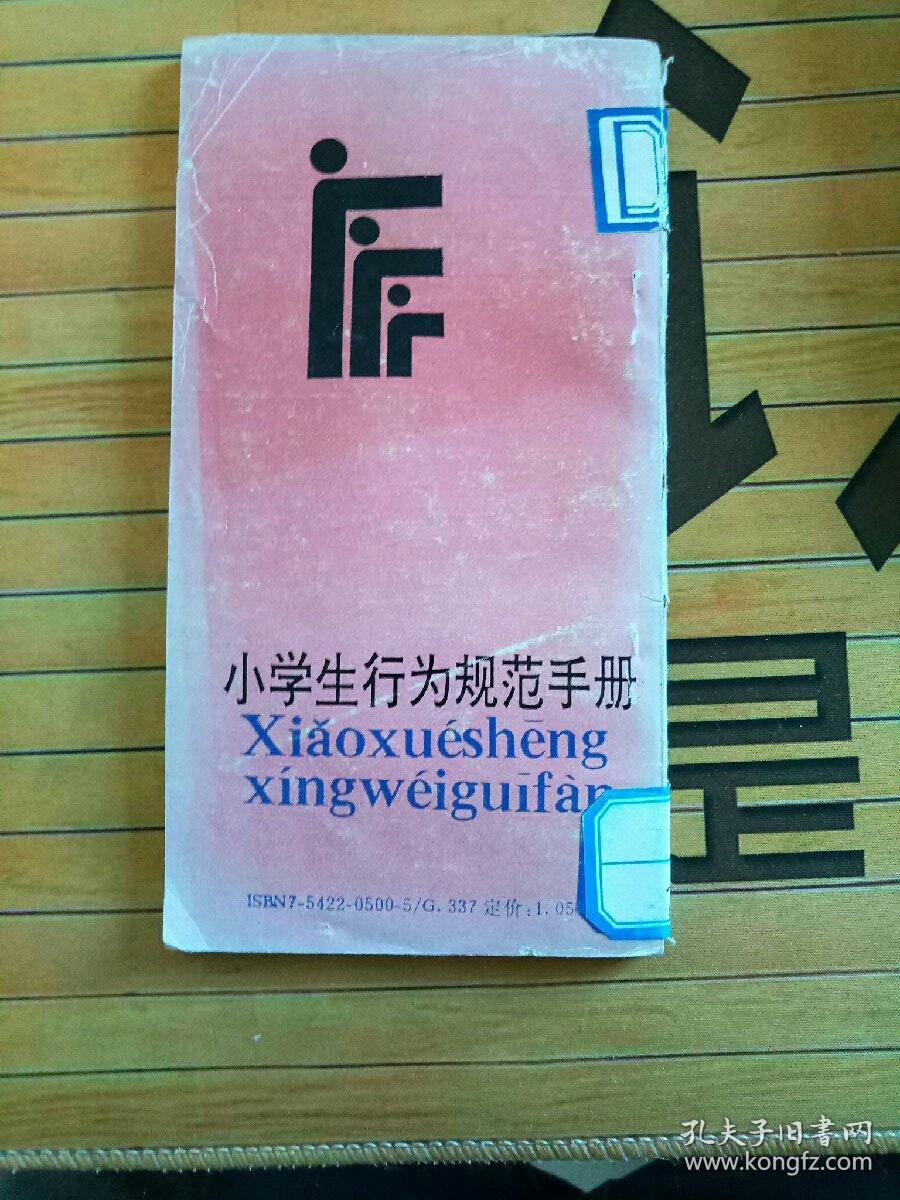 小学生行为规范手册
Xiǎoxuéshēng
xíngwéiguīfàn
ISBN7-5422-0500-5/G.337 定价:1.05
孔夫子旧書网
www.kongfz.com